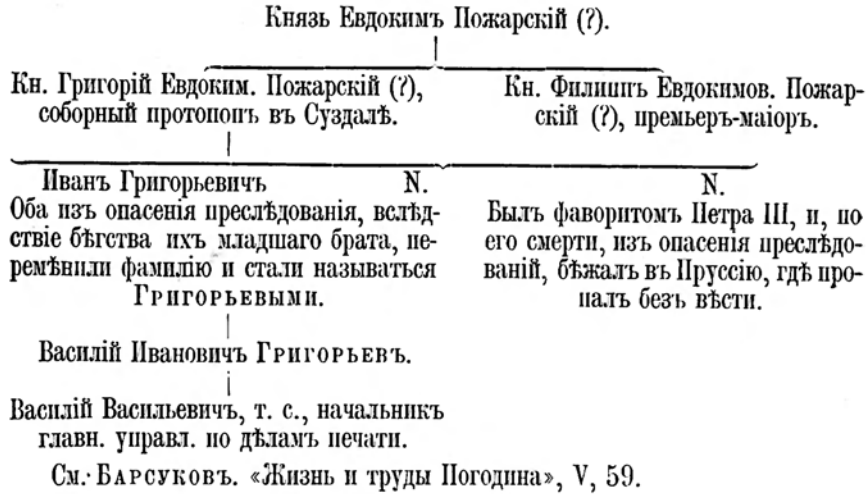 Князь Евдокимъ Пожарскій (?).
Кн. Григорій Евдоким. Пожарскій (?),
соборный протопопъ въ Суздалѣ.
Кн. Филиппъ Евдокимов. Пожар-
скій (?), премьеръ-маіоръ.
Иванъ Григорьевичъ N.
Оба изъ опасенія преслѣдованія, вслѣд-
ствіе бѣгства ихъ младшаго брата, пе-
ремѣнили фамилію и стали называться
Григорьевыми.
N.
Былъ фаворитомъ Петра III, и, по
его смерти, изъ опасенія преслѣдо-
ваній, бѣжалъ въ Пруссію, гдѣ про-
палъ безъ вѣсти.
Василій Ивановичъ Григорьевъ.
Василій Васильевичъ, т. с., начальникъ
главн. управл. по дѣламъ печати.
См. Барсуковъ. «Жизнь и труды Погодина», V, 59.